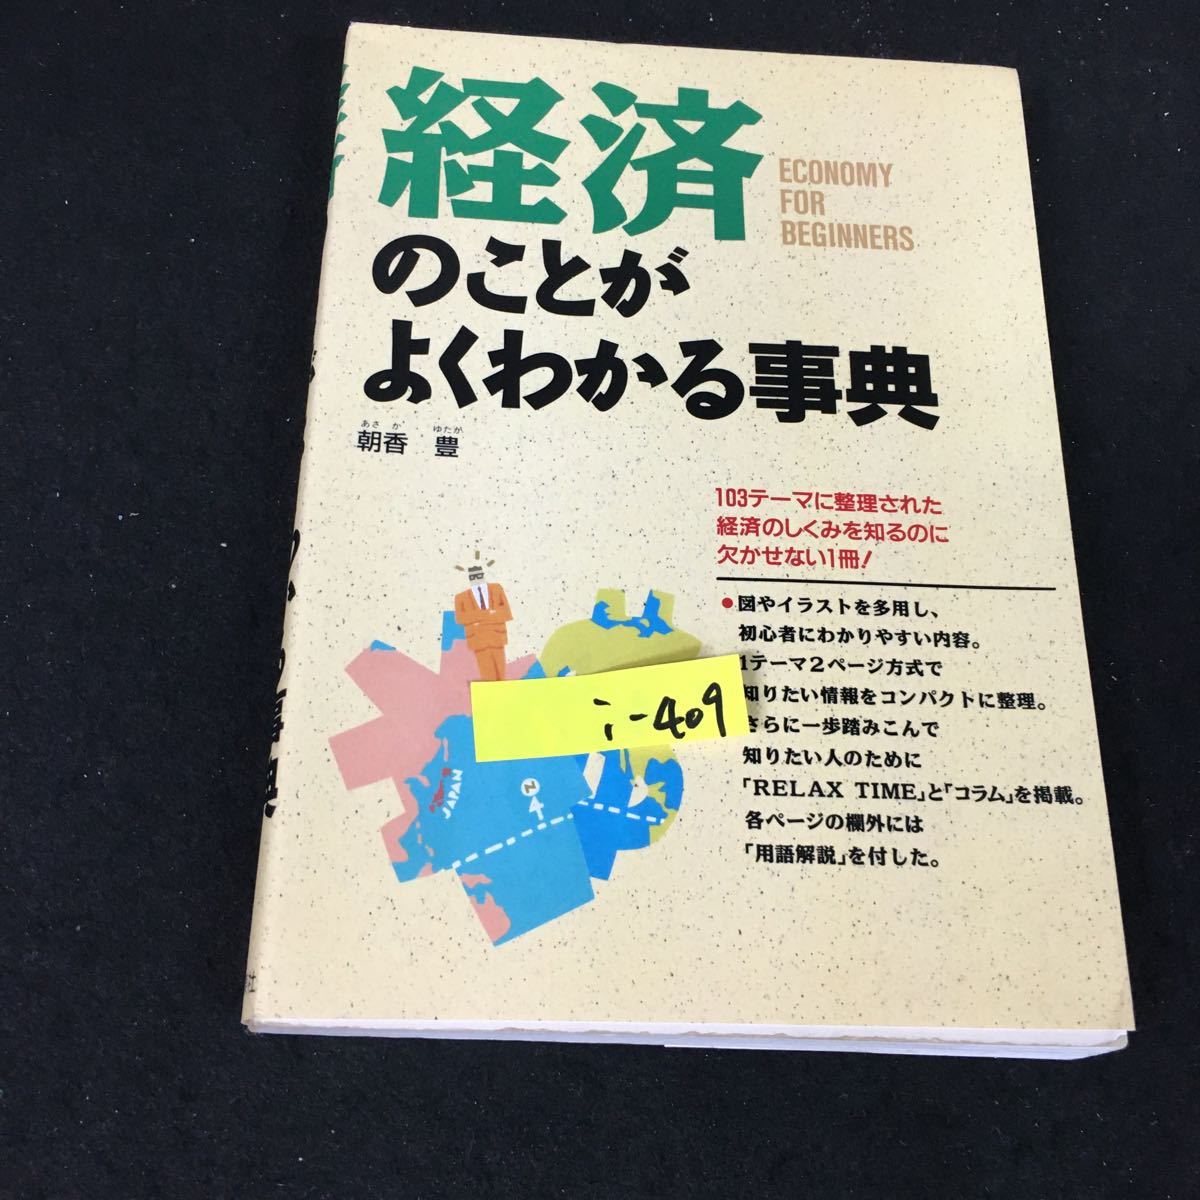 経済
ECONOMY
FOR
BEGINNERS
のことが
よくわかる事典
あさか ゆたか
朝香 豊
103テーマに整理された
経済のしくみを知るのに
欠かせない1冊!
●図やイラストを多用し、
初心者にわかりやすい内容。
1テーマ2ページ方式で
知りたい情報をコンパクトに整理。
さらに一歩踏みこんで
知りたい人のために
「RELAX TIME」と「コラム」を掲載。
各ページの欄外には
「用語解説」を付した。
i-409
JAPAN
N
社